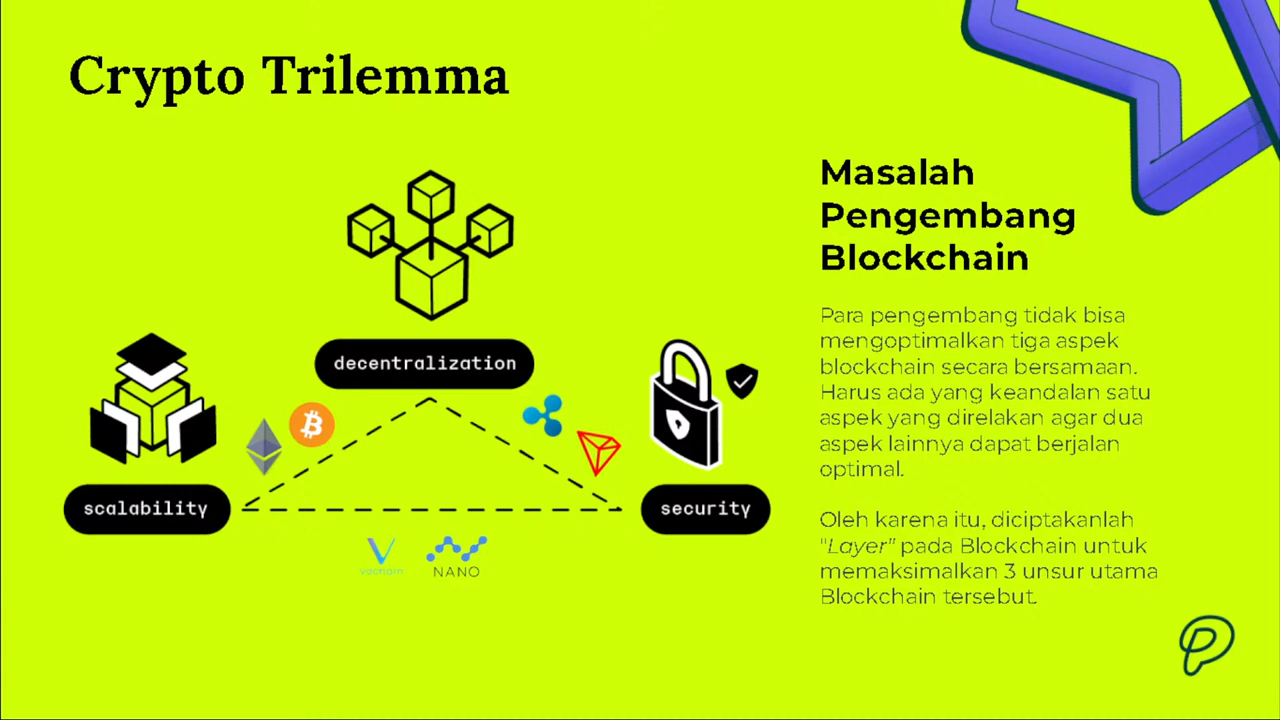 Crypto Trilemma
decentralization
scalability
security
vechain
NANO
Masalah
Pengembang
Blockchain
Para pengembang tidak bisa
mengoptimalkan tiga aspek
blockchain secara bersamaan.
Harus ada yang keandalan satu
aspek yang direlakan agar dua
aspek lainnya dapat berjalan
optimal.
Oleh karena itu, diciptakanlah
"Layer" pada Blockchain untuk
memaksimalkan 3 unsur utama
Blockchain tersebut.